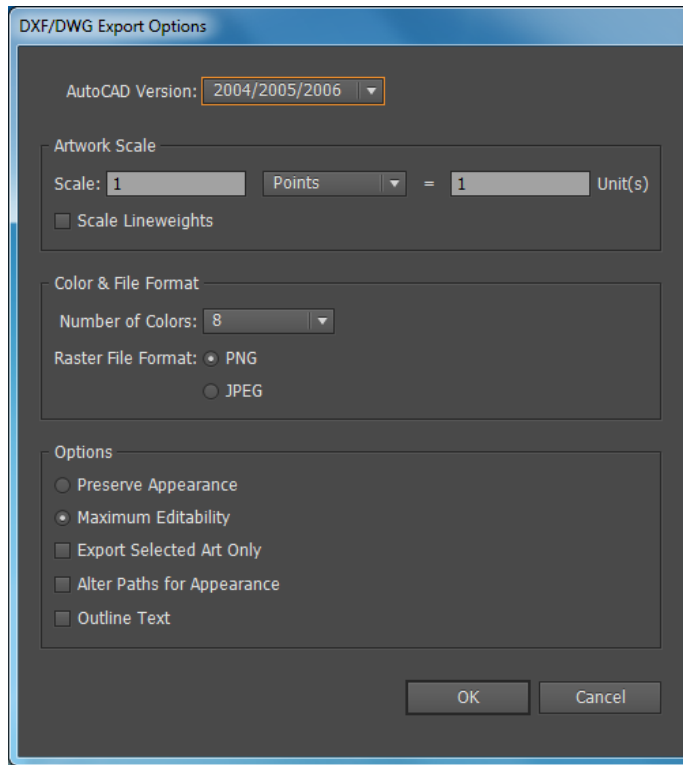 DXF/DWG Export Options
AutoCAD Version: 2004/2005/2006
Artwork Scale
Scale: 1 Points = 1 Unit(s)
Scale Lineweights
Color & File Format
Number of Colors: 8
Raster File Format: PNG
JPEG
Options
Preserve Appearance
Maximum Editability
Export Selected Art Only
Alter Paths for Appearance
Outline Text
OK Cancel